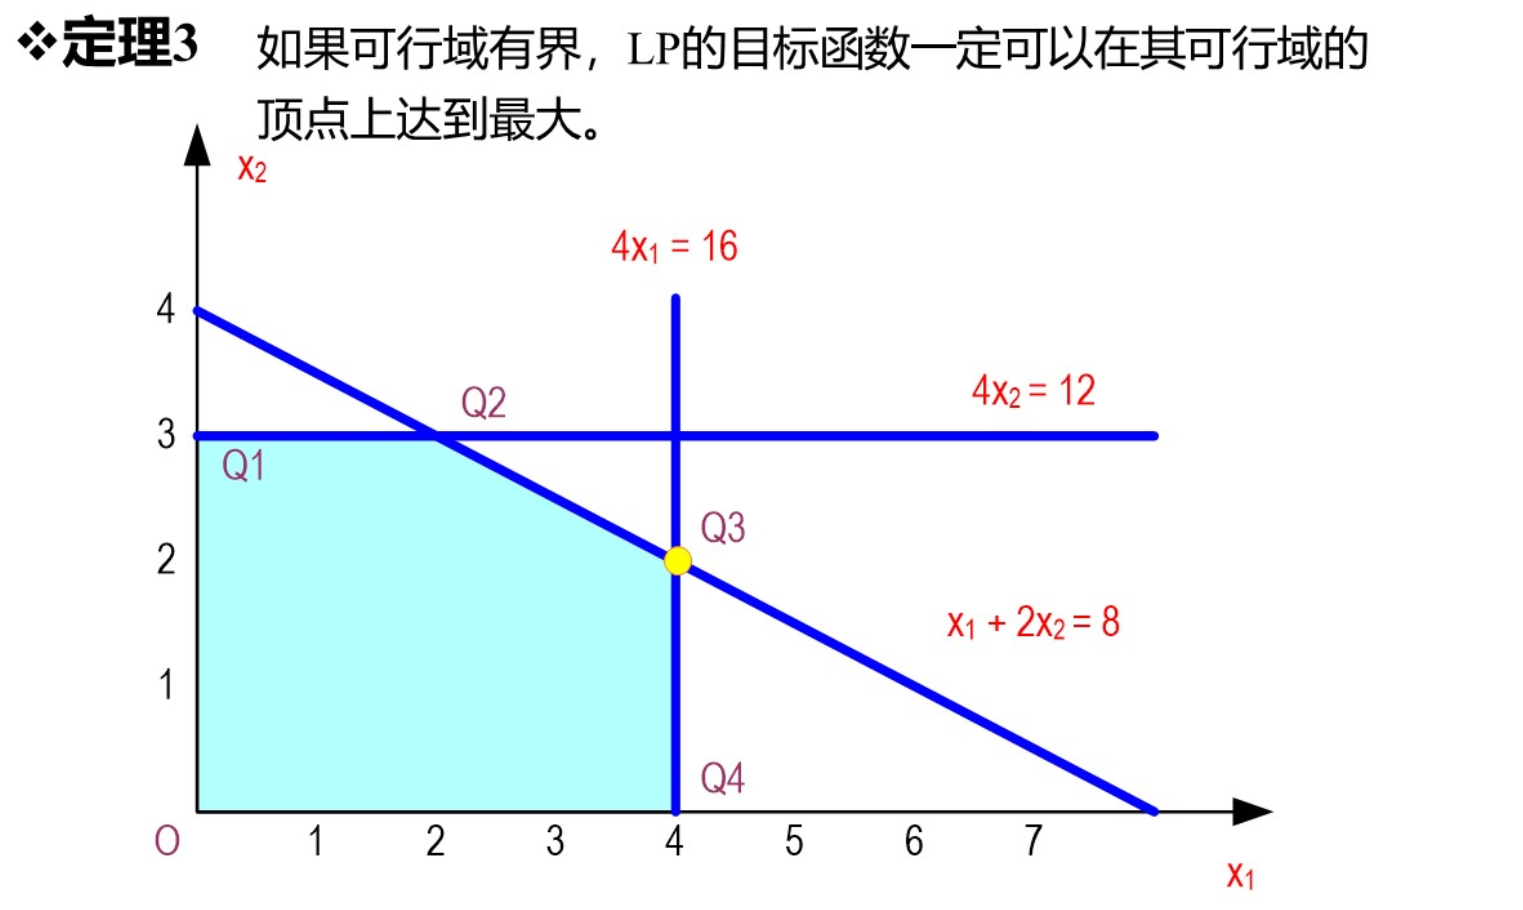 ❖定理3 如果可行域有界，LP的目标函数一定可以在其可行域的
顶点上达到最大。
x₂
4x₁ = 16
4
4x₂ = 12
Q2
3
Q1
Q3
2
x₁ + 2x₂ = 8
1
Q4
O 1 2 3 4 5 6 7
x₁